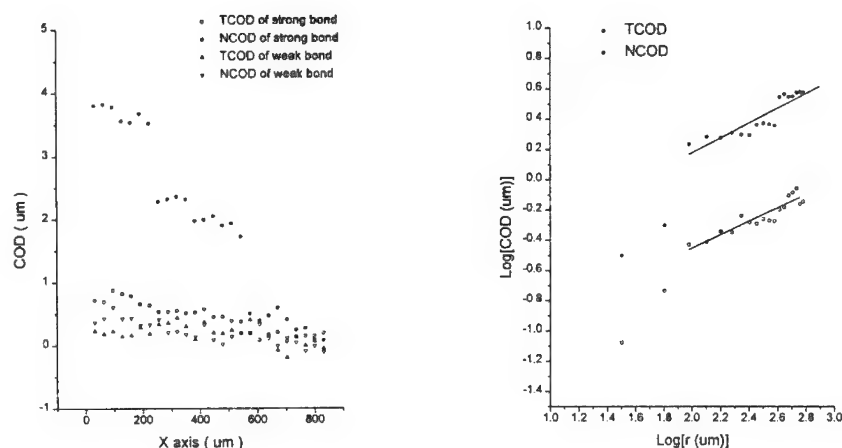 TCOD of strong bond
NCOD of strong bond
TCOD of weak bond
NCOD of weak bond
5
4
3
2
1
0
-1
COD ( um )
0 200 400 600 800
X axis ( um )
TCOD
NCOD
1 0
0 8
0 6
0 4
0 2
0.0
-0.2
-0.4
-0.6
-0.8
-1.0
-1.2
-1.4
Log[COD (um)]
1.0 1.2 1.4 1.6 1.8 2.0 2.2 2.4 2.6 2.8 3.0
Log[r (um)]